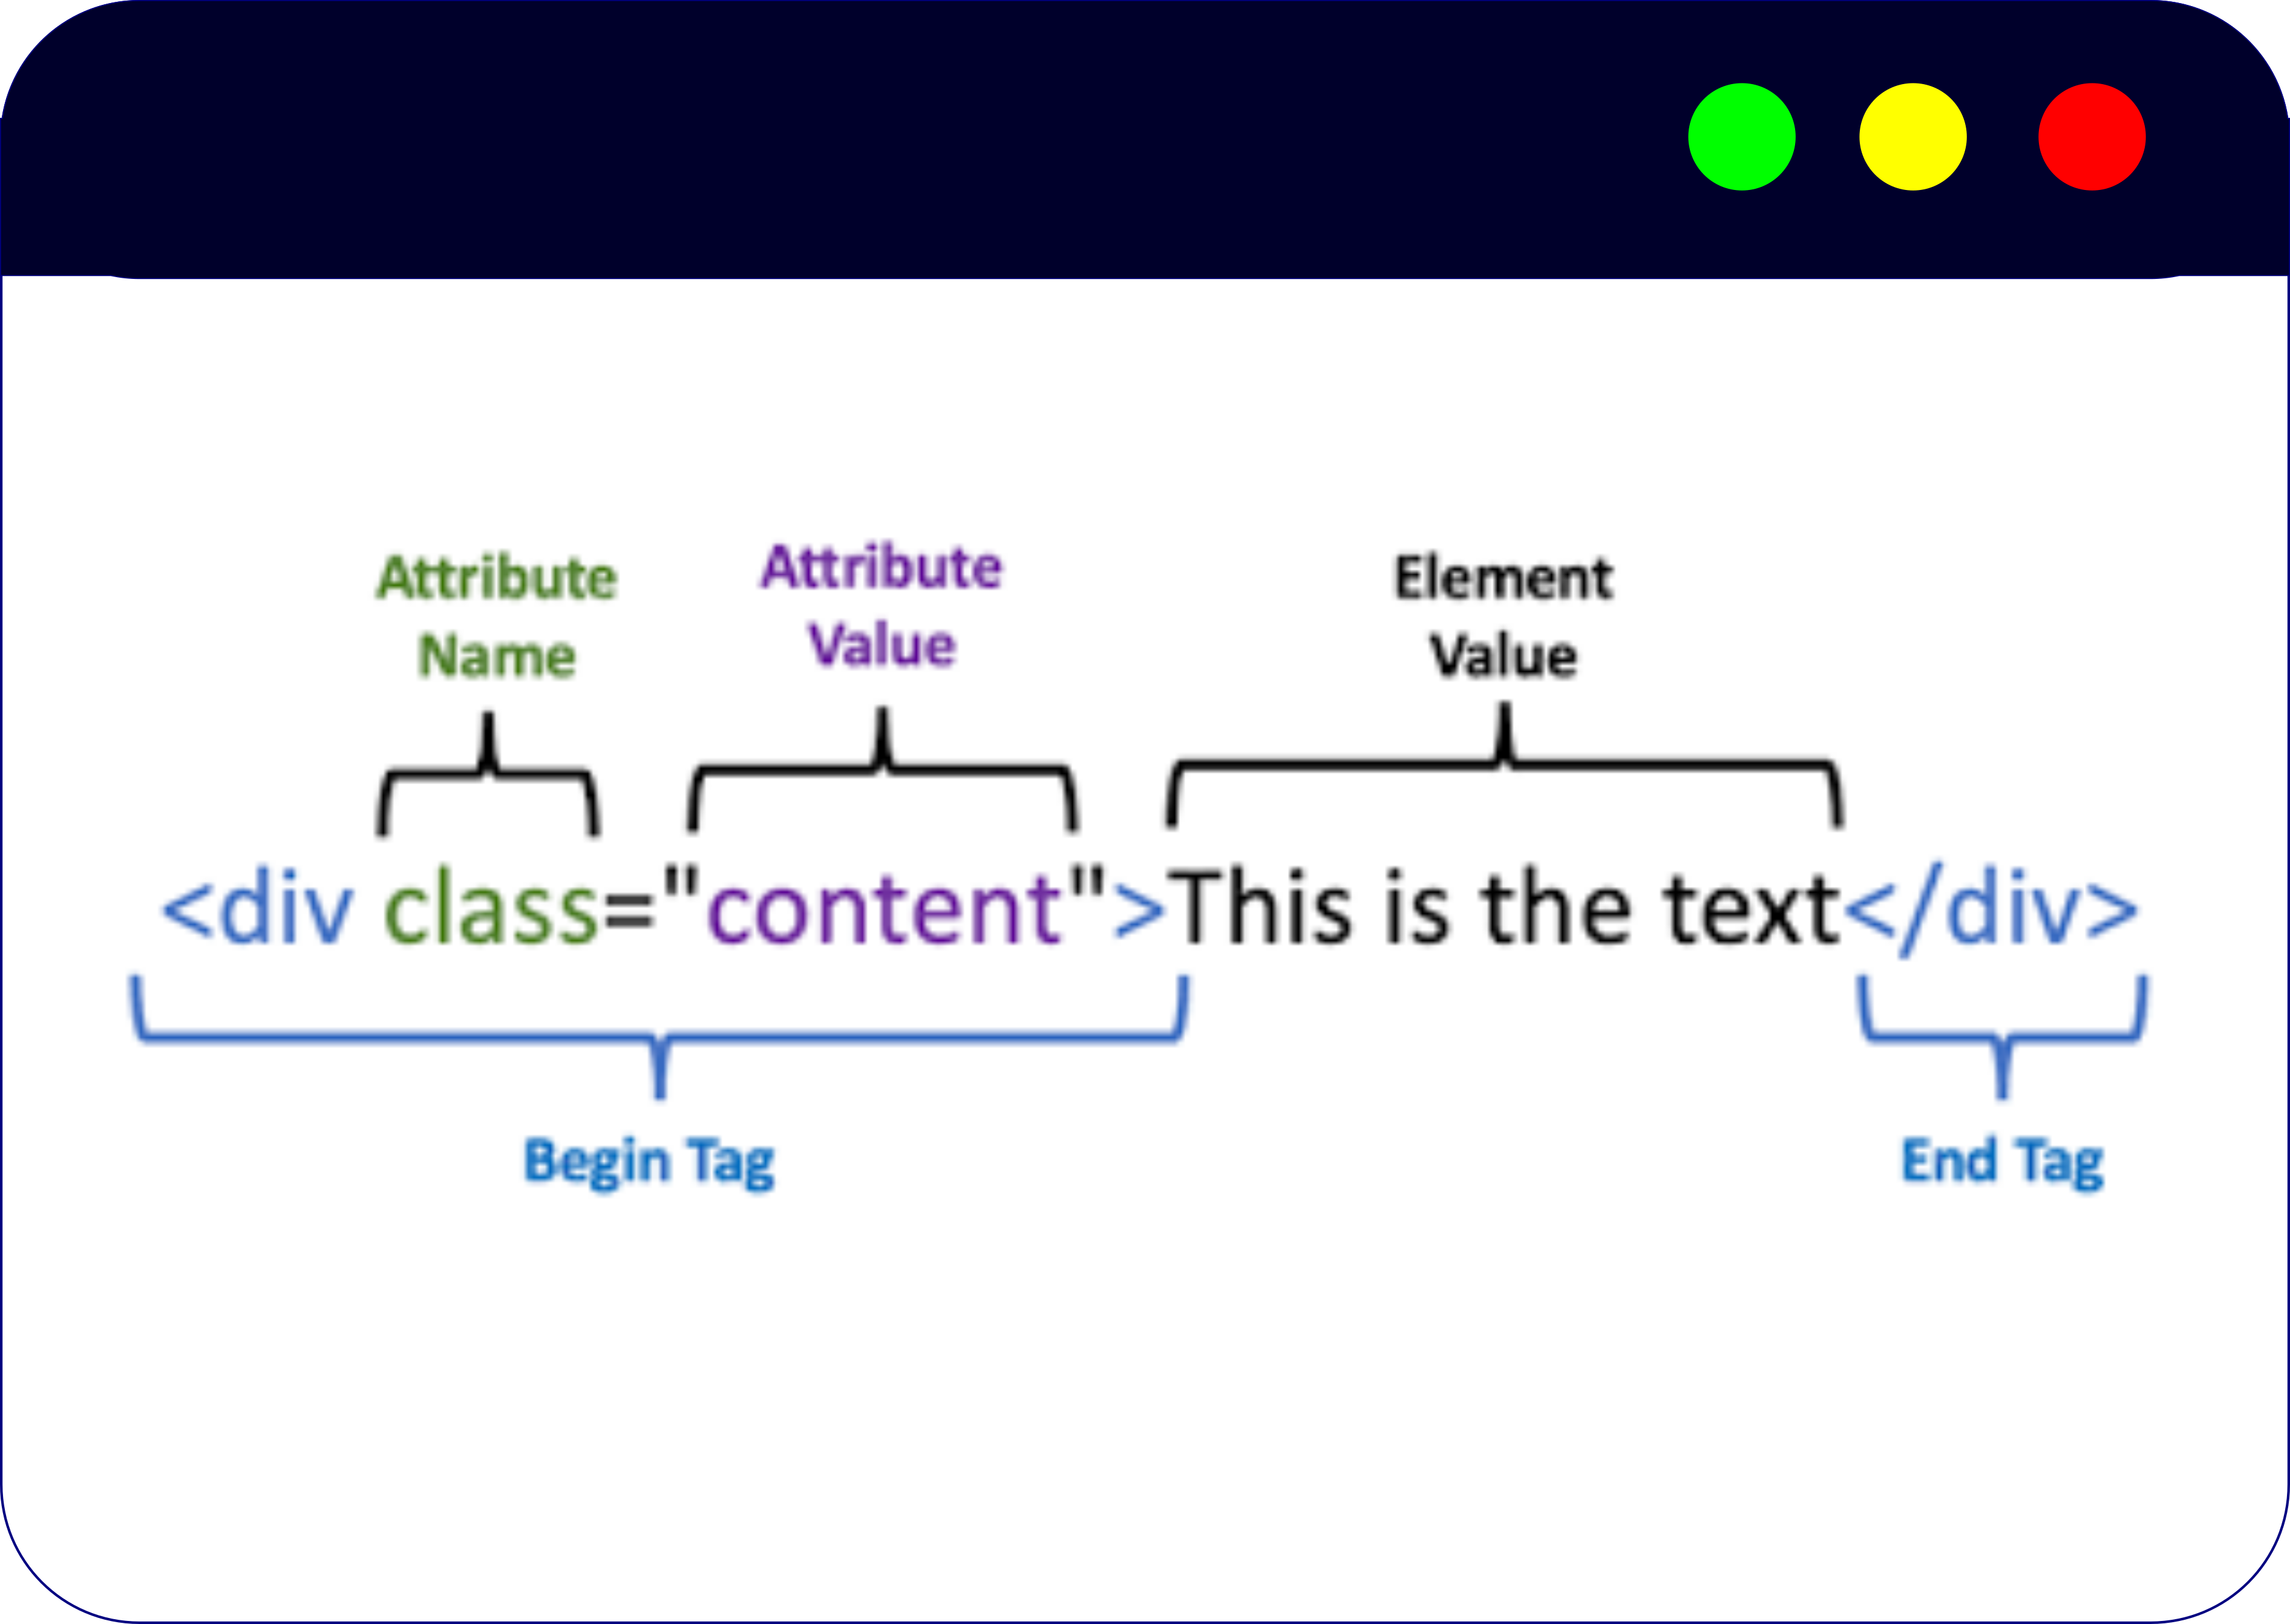 Attribute
Name
Attribute
Value
Element
Value
<div class="content">This is the text</div>
Begin Tag
End Tag